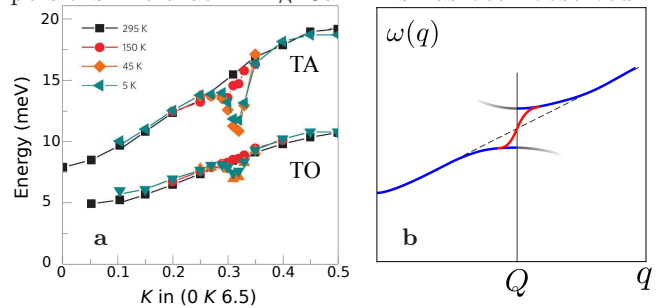 20
15
10
5
0
Energy (meV)
295 K
150 K
45 K
5 K
TA
TO
a
0
0.1
0.2
0.3
0.4
0.5
K in (0 K 6.5)
ω(q)
b
Q
q